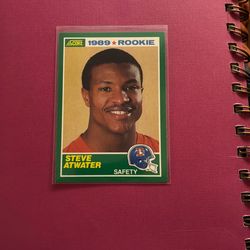 SCORE
1989 ★ ROOKIE
STEVE
ATWATER
SAFETY